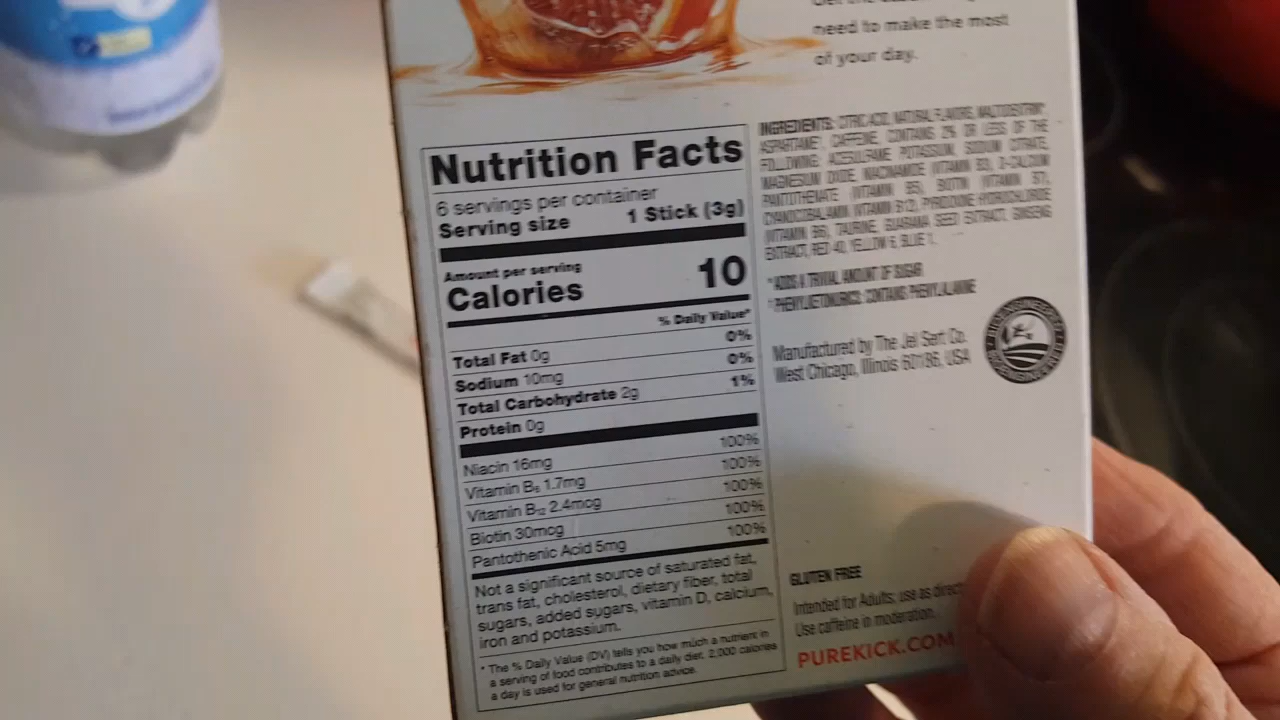 need to make the most
of your day.
Nutrition Facts
6 servings per container
Serving size 1 Stick (3g)
Amount per serving
Calories 10
% Daily Value*
Total Fat 0g 0%
Sodium 10mg 0%
Total Carbohydrate 2g 1%
Protein 0g
Niacin 16mg 100%
Vitamin B₆ 1.7mg 100%
Vitamin B₁₂ 2.4mcg 100%
Biotin 30mcg 100%
Pantothenic Acid 5mg 100%
Not a significant source of saturated fat,
trans fat, cholesterol, dietary fiber, total
sugars, added sugars, vitamin D, calcium,
iron and potassium.
* The % Daily Value (DV) tells you how much a nutrient in
a serving of food contributes to a daily diet. 2,000 calories
a day is used for general nutrition advice.
INGREDIENTS: CITRIC ACID, NATURAL FLAVORS, MALTODEXTRIN*,
ASPARTAME†, CAFFEINE, CONTAINS 2% OR LESS OF THE
FOLLOWING: ACESULFAME POTASSIUM, SODIUM CITRATE,
MAGNESIUM OXIDE, NIACINAMIDE (VITAMIN B3), D-CALCIUM
PANTOTHENATE (VITAMIN B5), BIOTIN (VITAMIN B7),
CYANOCOBALAMIN (VITAMIN B12), PYRIDOXINE HYDROCHLORIDE
(VITAMIN B6), TAURINE, GUARANA SEED EXTRACT, GINSENG
EXTRACT, RED 40, YELLOW 6, BLUE 1.
* ADDS A TRIVIAL AMOUNT OF SUGAR
† PHENYLKETONURICS: CONTAINS PHENYLALANINE
Manufactured by The Jel Sert Co.
West Chicago, Illinois 60186, USA
GLUTEN FREE
Intended for Adults; use as
Use caffeine in moderation.
PUREKICK.COM